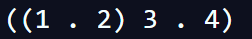 ((1 . 2) 3 . 4)